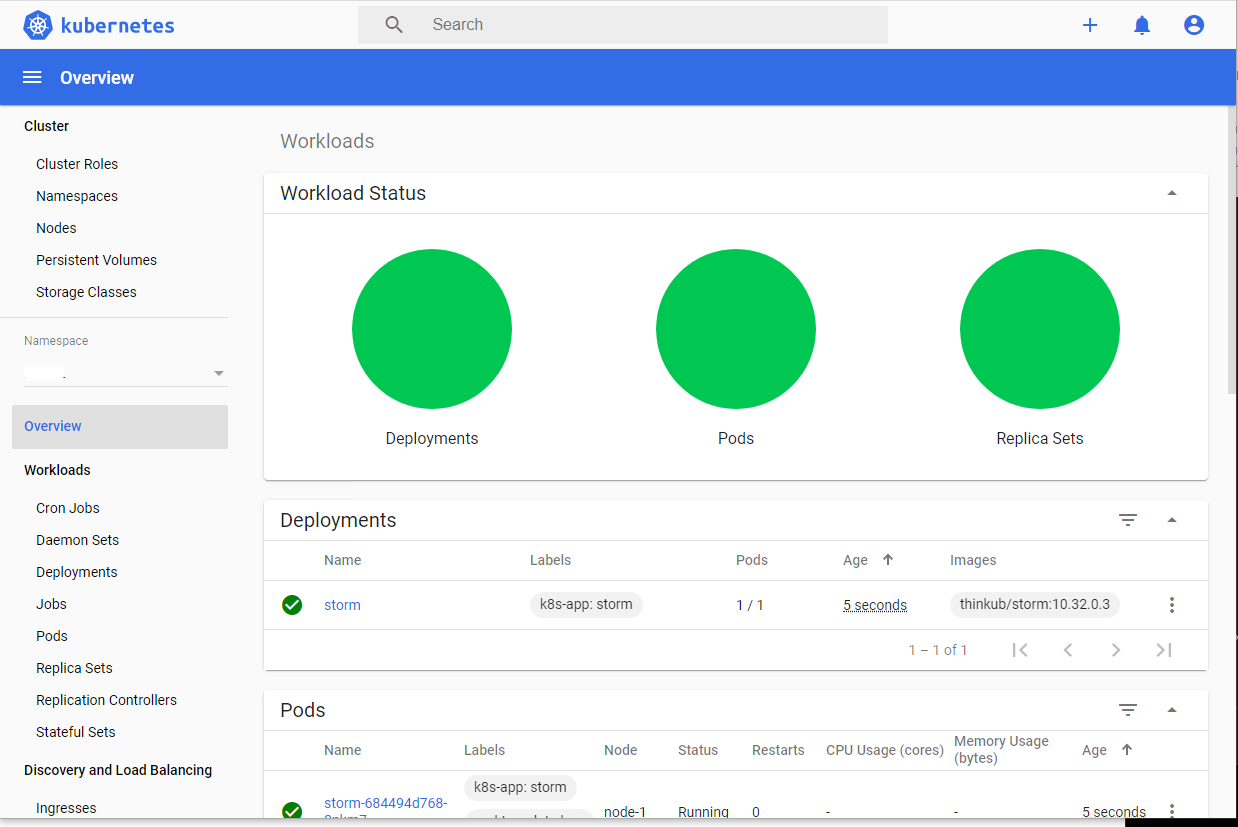 kubernetes
Search
Overview
Cluster
Cluster Roles
Namespaces
Nodes
Persistent Volumes
Storage Classes
Namespace
Overview
Workloads
Cron Jobs
Daemon Sets
Deployments
Jobs
Pods
Replica Sets
Replication Controllers
Stateful Sets
Discovery and Load Balancing
Ingresses
Workloads
Workload Status
Deployments Pods Replica Sets
Deployments
Name Labels Pods Age Images
storm k8s-app: storm 1 / 1 5 seconds thinkub/storm:10.32.0.3
1 – 1 of 1
Pods
Name Labels Node Status Restarts CPU Usage (cores) Memory Usage (bytes) Age
k8s-app: storm
storm-684494d768-
node-1 Running 0 - - 5 seconds